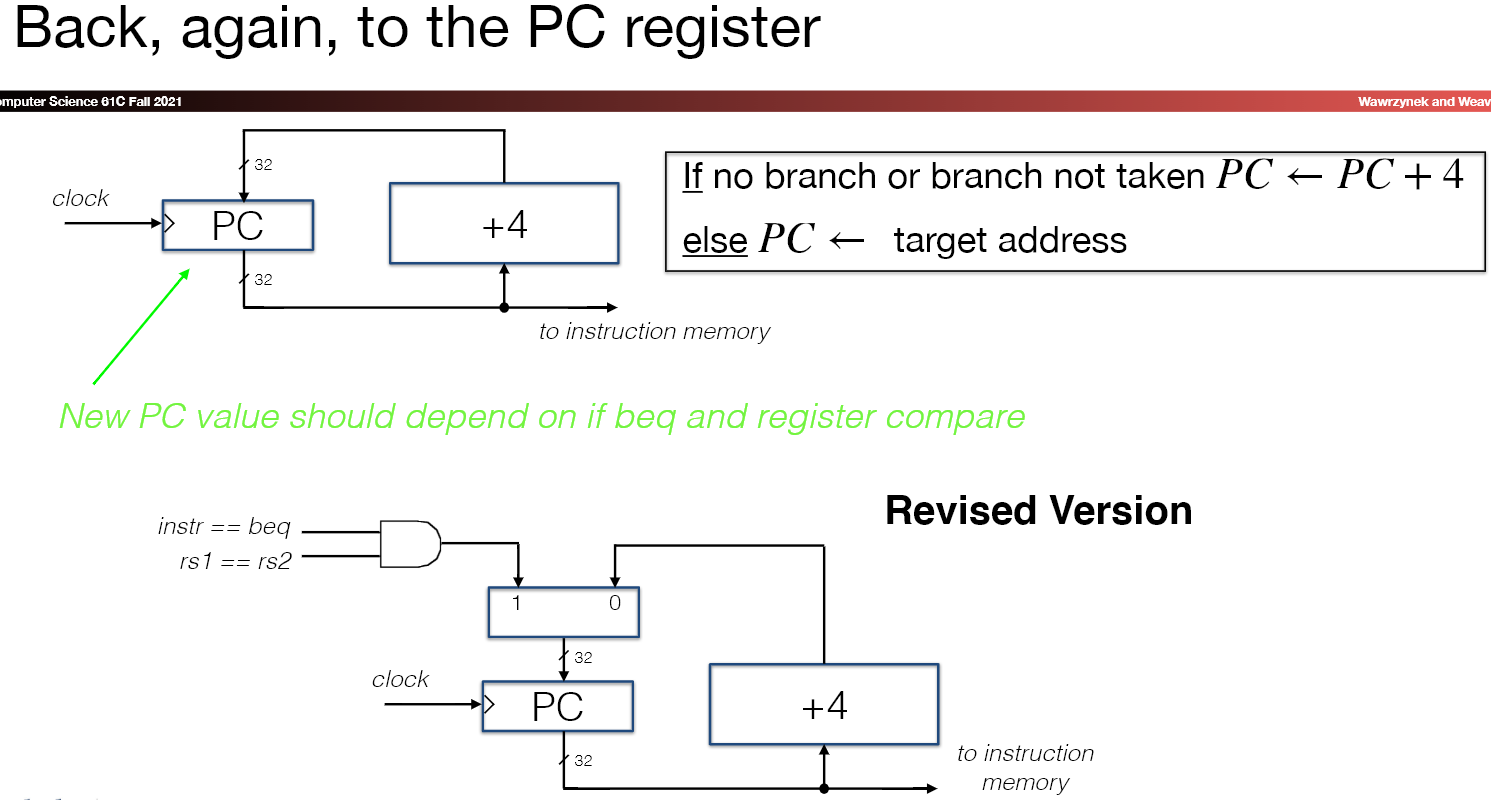 Back, again, to the PC register
omputer Science 61C Fall 2021
Wawrzynek and Weav
32
clock
PC
+4
32
to instruction memory
If no branch or branch not taken PC ← PC + 4
else PC ← target address
New PC value should depend on if beq and register compare
Revised Version
instr == beq
rs1 == rs2
1 0
32
clock
PC
+4
32
to instruction
memory